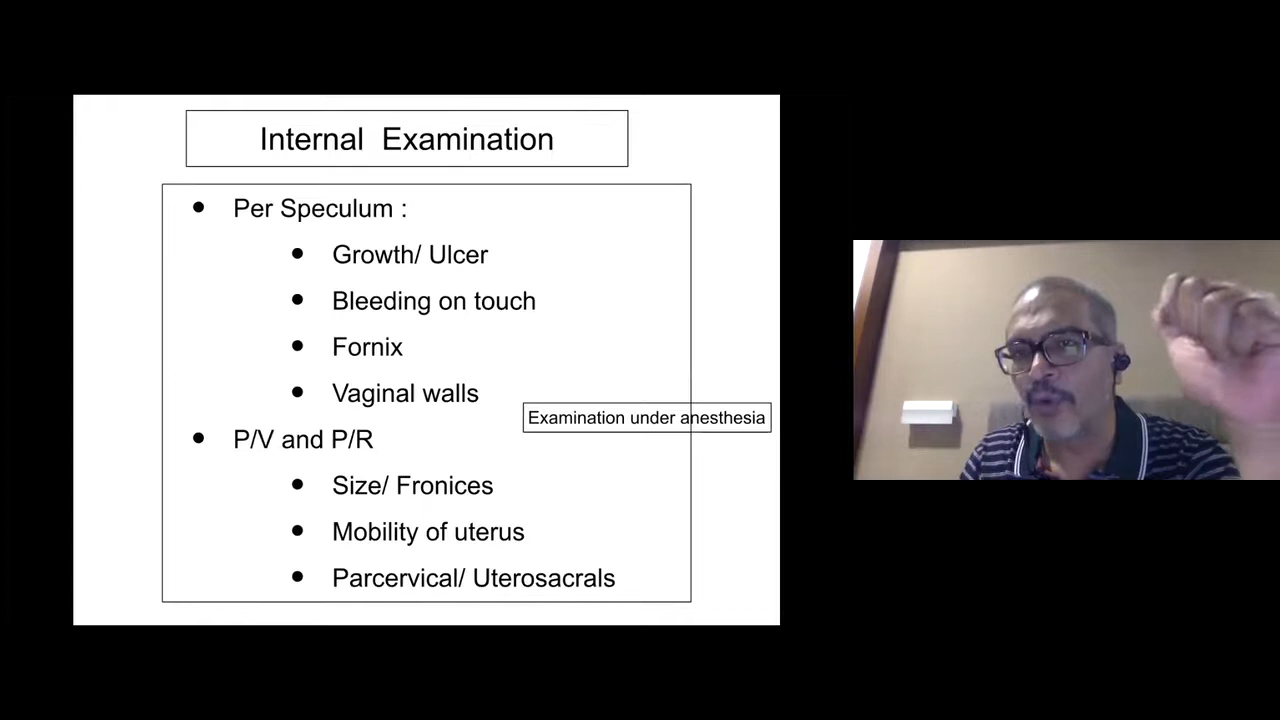 Internal Examination
Per Speculum :
Growth/ Ulcer
Bleeding on touch
Fornix
Vaginal walls
Examination under anesthesia
P/V and P/R
Size/ Fronices
Mobility of uterus
Parcervical/ Uterosacrals